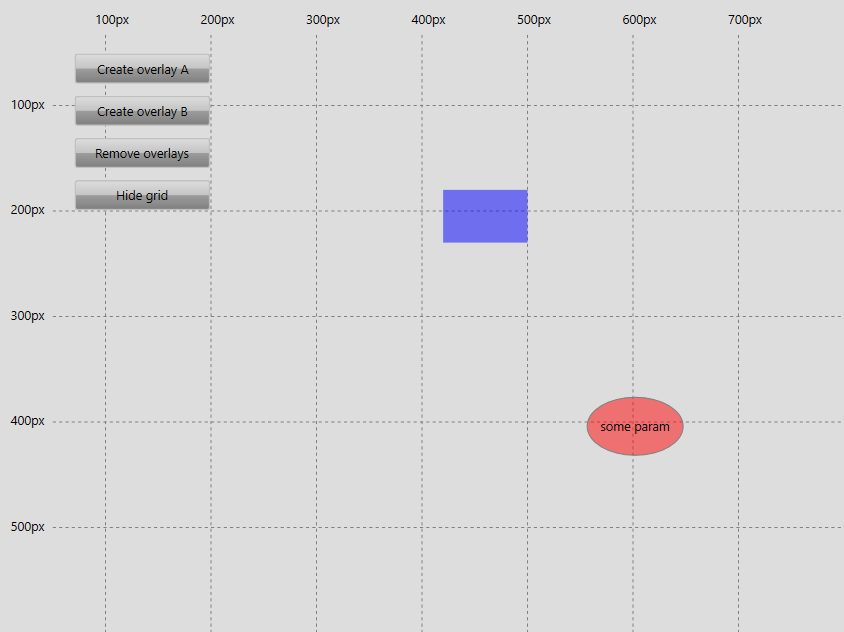 100px 200px 300px 400px 500px 600px 700px
Create overlay A
100px
Create overlay B
Remove overlays
Hide grid
200px
300px
400px
some param
500px